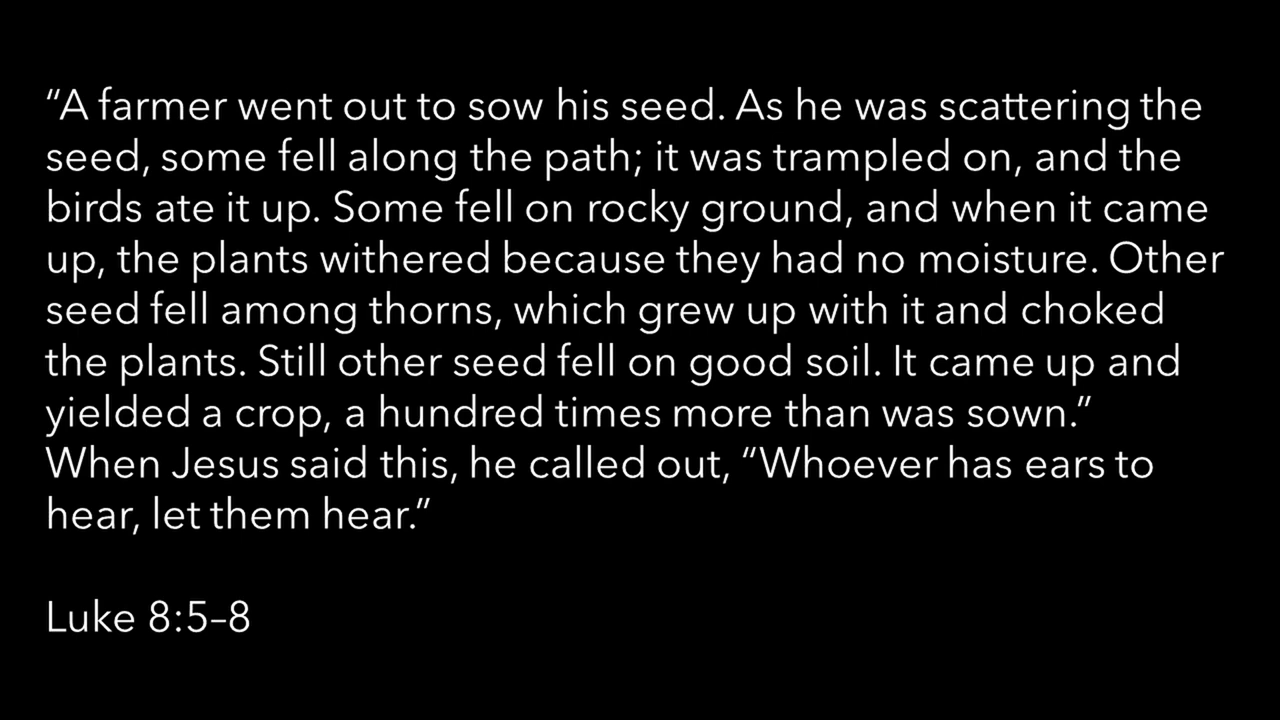 “A farmer went out to sow his seed. As he was scattering the
seed, some fell along the path; it was trampled on, and the
birds ate it up. Some fell on rocky ground, and when it came
up, the plants withered because they had no moisture. Other
seed fell among thorns, which grew up with it and choked
the plants. Still other seed fell on good soil. It came up and
yielded a crop, a hundred times more than was sown.”
When Jesus said this, he called out, “Whoever has ears to
hear, let them hear.”
Luke 8:5–8